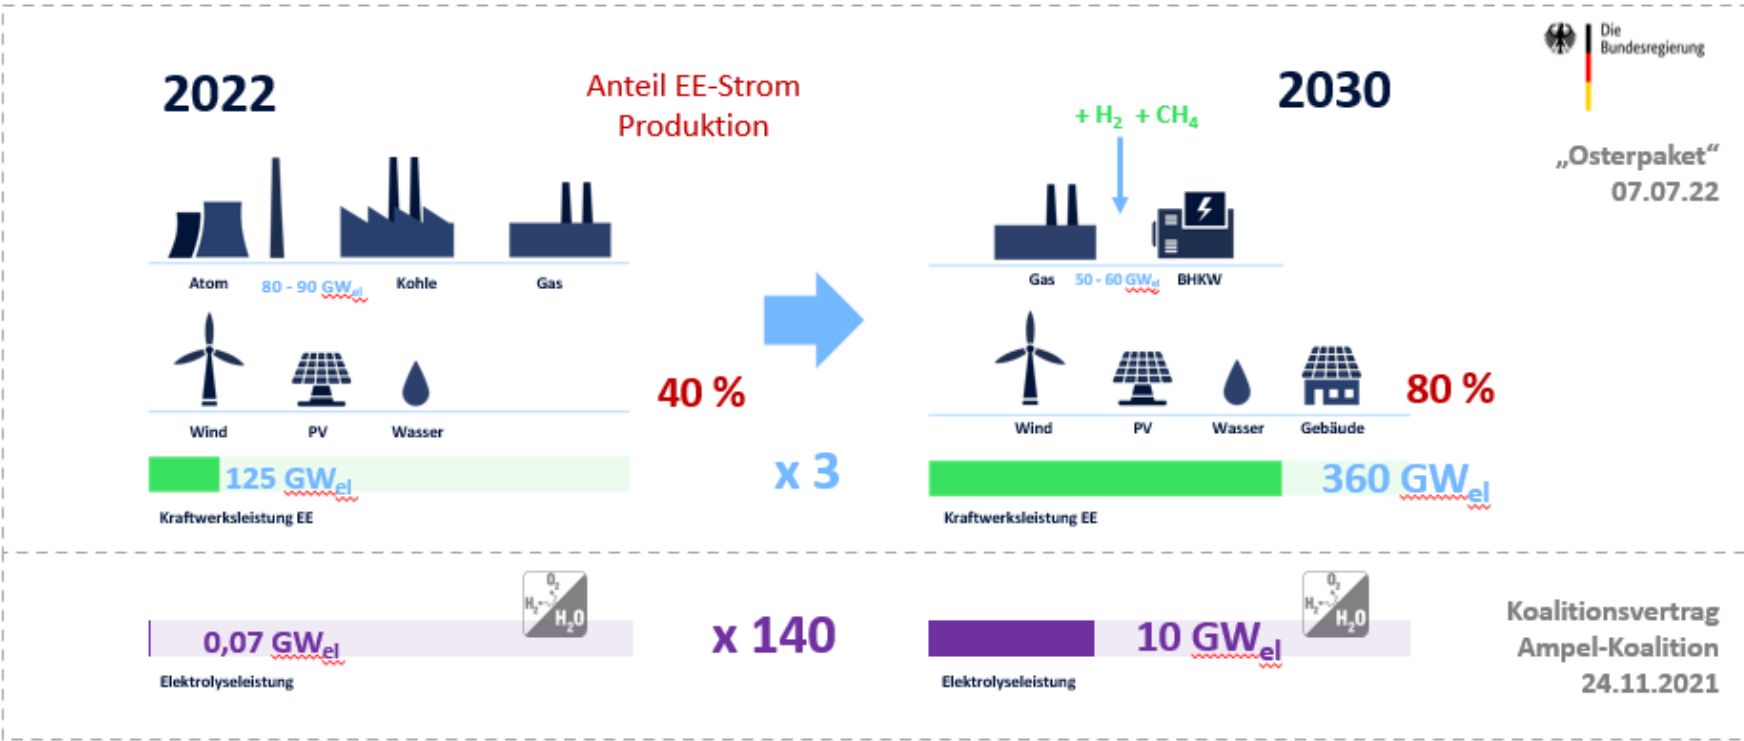 Die
Bundesregierung
2022
Anteil EE-Strom
Produktion
2030
+ H₂ + CH₄
„Osterpaket“
07.07.22
Atom
80 - 90 GWel
Kohle
Gas
Gas
50 - 60 GWel
BHKW
40 %
80 %
Wind
PV
Wasser
Wind
PV
Wasser
Gebäude
125 GWel
x 3
360 GWel
Kraftwerksleistung EE
Kraftwerksleistung EE
O₂
H₂
H₂O
O₂
H₂
H₂O
0,07 GWel
x 140
10 GWel
Koalitionsvertrag
Ampel-Koalition
24.11.2021
Elektrolyseleistung
Elektrolyseleistung